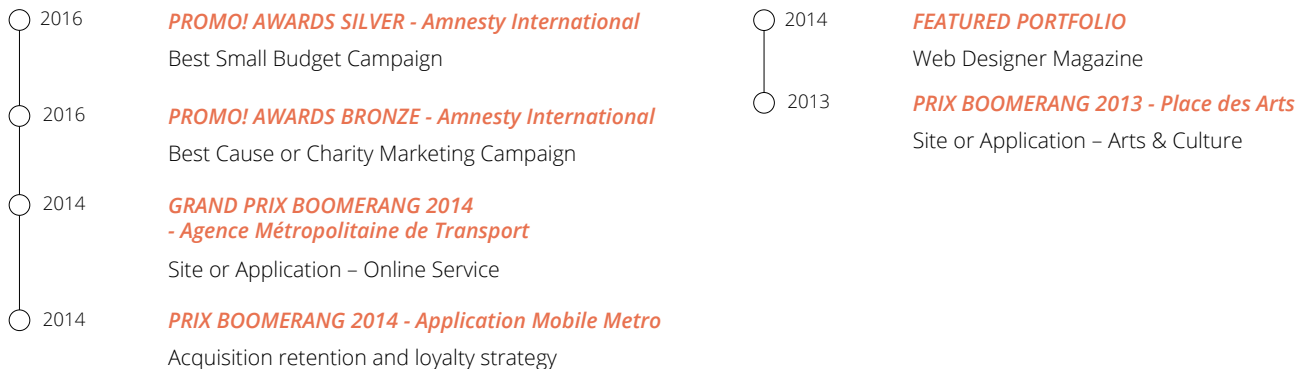 2016
PROMO! AWARDS SILVER - Amnesty International
Best Small Budget Campaign
2016
PROMO! AWARDS BRONZE - Amnesty International
Best Cause or Charity Marketing Campaign
2014
GRAND PRIX BOOMERANG 2014
- Agence Métropolitaine de Transport
Site or Application – Online Service
2014
PRIX BOOMERANG 2014 - Application Mobile Metro
Acquisition retention and loyalty strategy
2014
FEATURED PORTFOLIO
Web Designer Magazine
2013
PRIX BOOMERANG 2013 - Place des Arts
Site or Application – Arts & Culture